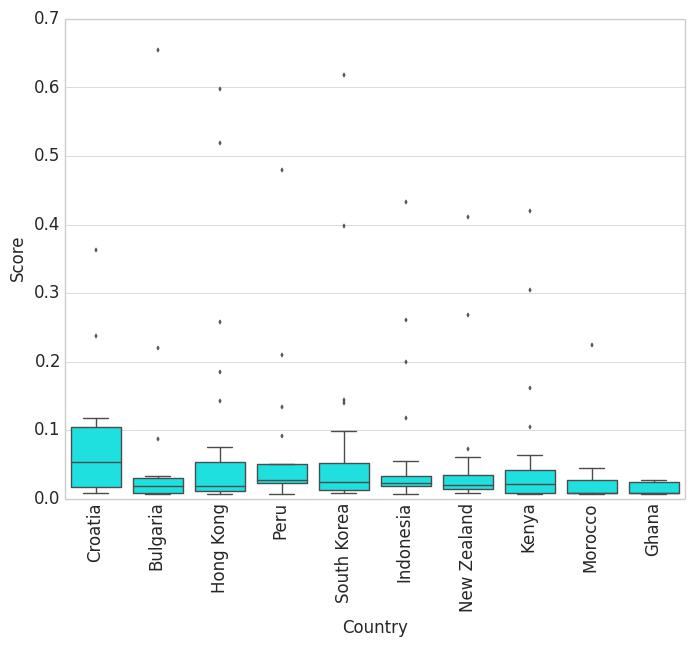 0.7
0.6
0.5
0.4
0.3
0.2
0.1
0.0
Score
Croatia
Bulgaria
Hong Kong
Peru
South Korea
Indonesia
New Zealand
Kenya
Morocco
Ghana
Country